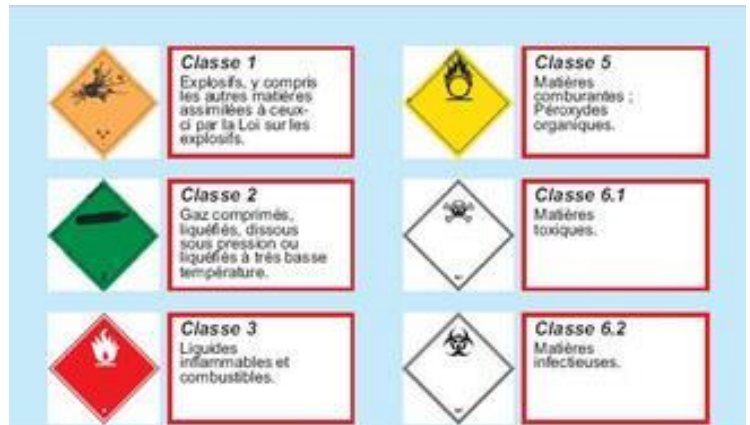 Classe 1
Explosifs, y compris
les autres matières
assimilées à ceux-
ci par la Loi sur les
explosifs.
Classe 2
Gaz comprimés,
liquéfiés, dissous
sous pression ou
liquéfiés à très basse
température.
Classe 3
Liquides
inflammables et
combustibles.
Classe 5
Matières
comburantes ;
Péroxydes
organiques.
Classe 6.1
Matières
toxiques.
Classe 6.2
Matières
infectieuses.